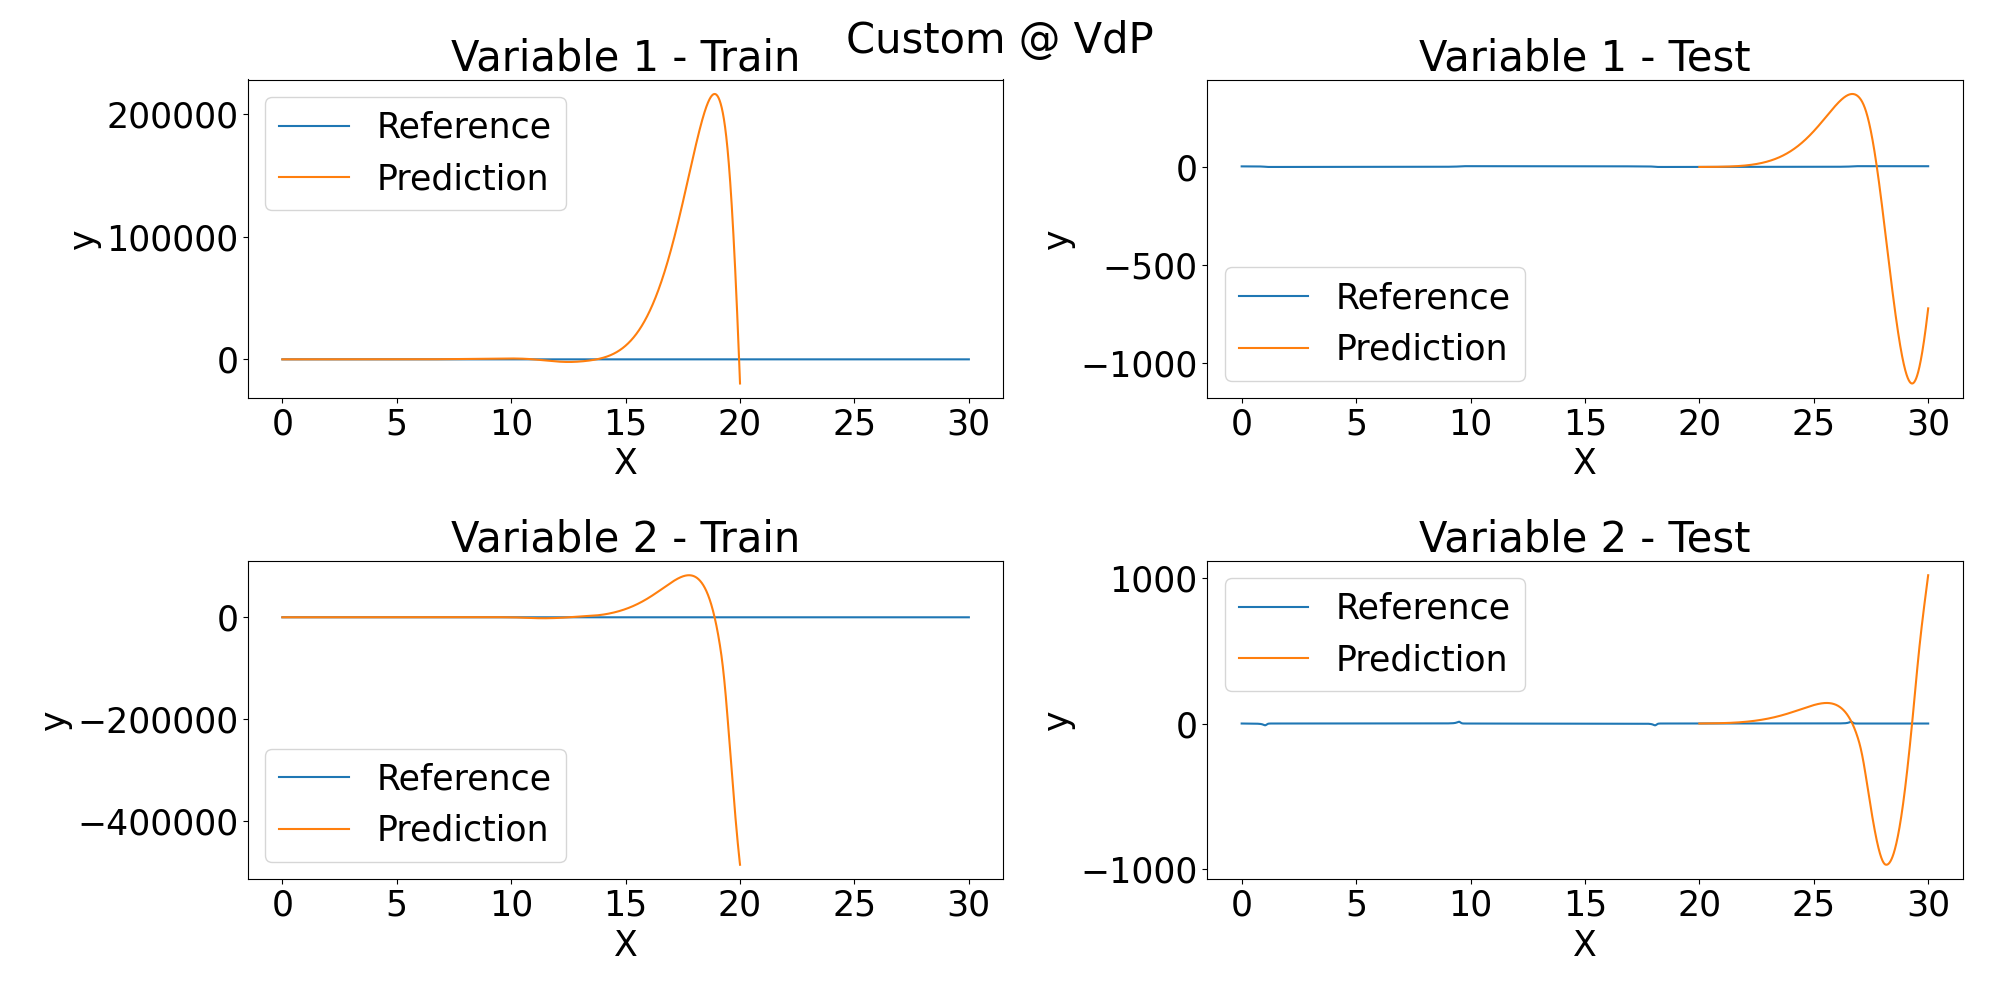 Custom @ VdP
Variable 1 - Train
200000
100000
0
y
Reference
Prediction
0 5 10 15 20 25 30
X
Variable 1 - Test
0
−500
−1000
y
Reference
Prediction
0 5 10 15 20 25 30
X
Variable 2 - Train
0
−200000
−400000
y
Reference
Prediction
0 5 10 15 20 25 30
X
Variable 2 - Test
1000
0
−1000
y
Reference
Prediction
0 5 10 15 20 25 30
X